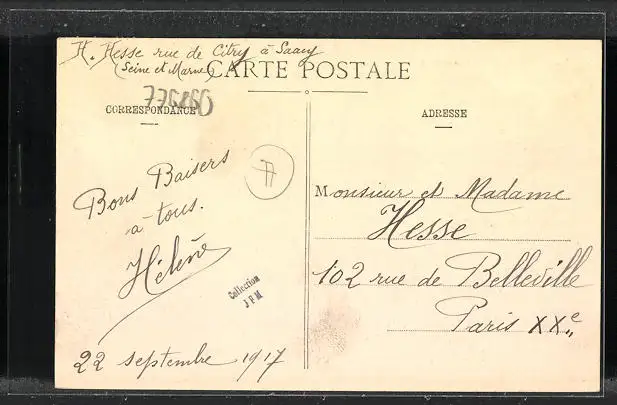 H. Hesse rue de Citry à Saacy
(Seine et Marne)
CARTE POSTALE
CORRESPONDANCE
ADRESSE
77
Bons Baisers
a-tous.
Hélène
Collection
J P M
22 septembre 1917
Monsieur et Madame
Hesse
102 rue de Belleville
Paris XXe